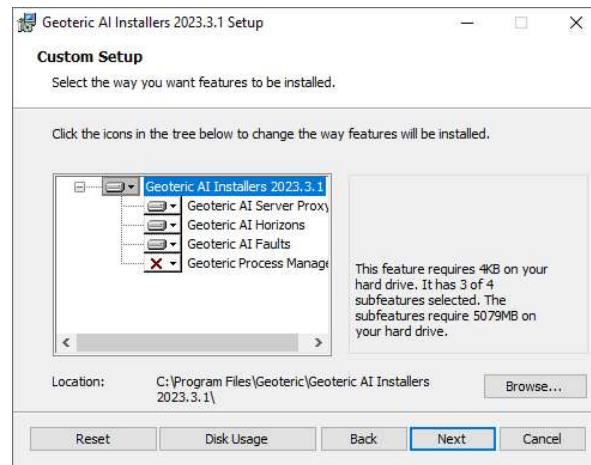 Geoteric AI Installers 2023.3.1 Setup
Custom Setup
Select the way you want features to be installed.
Click the icons in the tree below to change the way features will be installed.
Geoteric AI Installers 2023.3.1
Geoteric AI Server Proxy
Geoteric AI Horizons
Geoteric AI Faults
Geoteric Process Manage
This feature requires 4KB on your
hard drive. It has 3 of 4
subfeatures selected. The
subfeatures require 5079MB on
your hard drive.
Location:
C:\Program Files\Geoteric\Geoteric AI Installers
2023.3.1\
Browse...
Reset
Disk Usage
Back
Next
Cancel